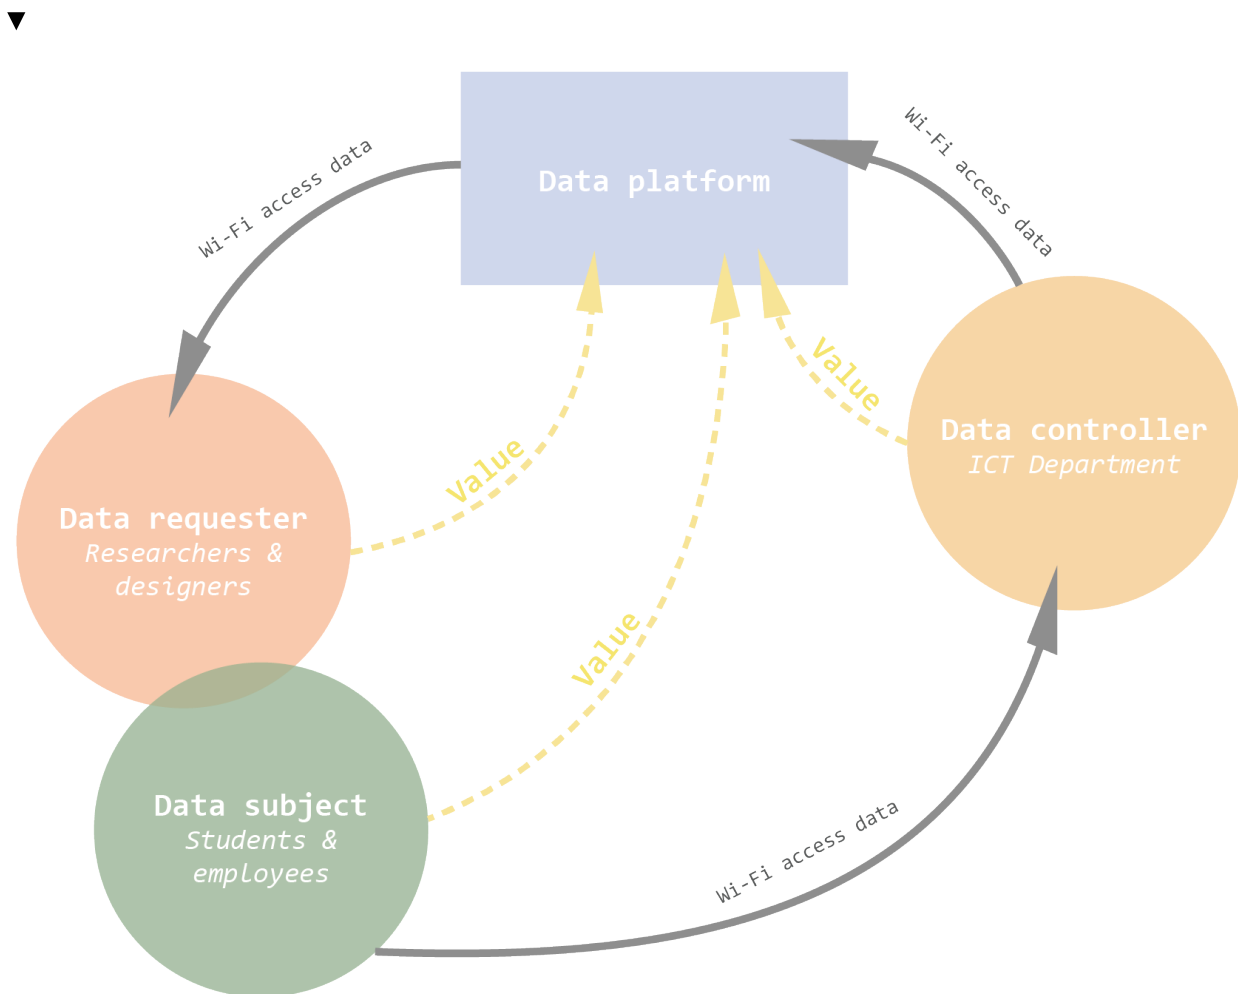 Data platform
Wi-Fi access data
Wi-Fi access data
Value
Data controller
ICT Department
Value
Data requester
Researchers &
designers
Value
Data subject
Students &
employees
Wi-Fi access data